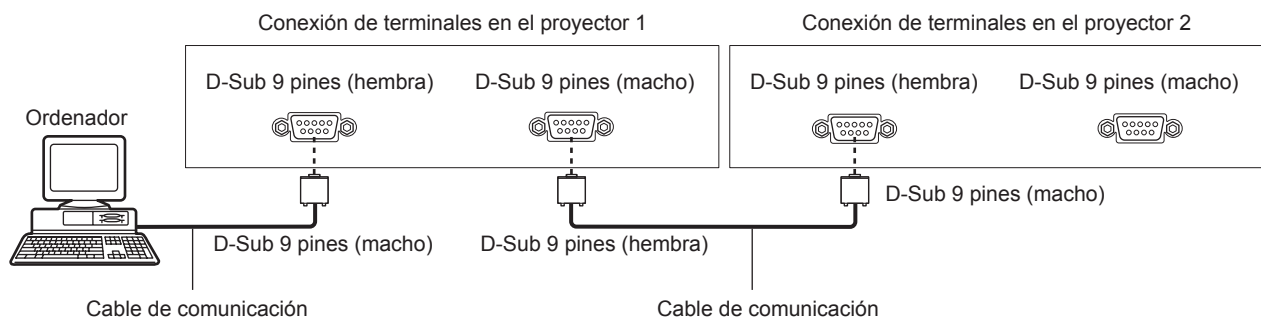 Conexión de terminales en el proyector 1
Conexión de terminales en el proyector 2
D-Sub 9 pines (hembra)
D-Sub 9 pines (macho)
D-Sub 9 pines (hembra)
D-Sub 9 pines (macho)
Ordenador
D-Sub 9 pines (macho)
D-Sub 9 pines (macho)
D-Sub 9 pines (hembra)
Cable de comunicación
Cable de comunicación